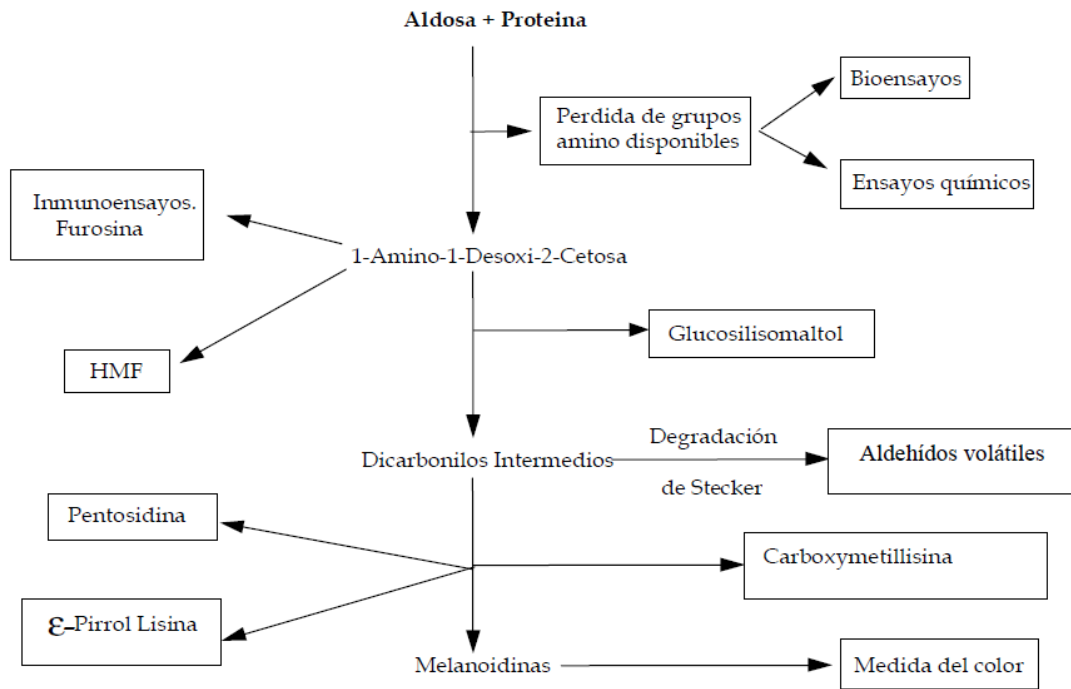 Aldosa + Proteina
Bioensayos
Perdida de grupos
amino disponibles
Ensayos químicos
Inmunoensayos.
Furosina
1-Amino-1-Desoxi-2-Cetosa
Glucosilisomaltol
HMF
Degradación
Dicarbonilos Intermedios
Aldehídos volátiles
de Stecker
Pentosidina
Carboxymetillisina
ε-Pirrol Lisina
Melanoidinas
Medida del color